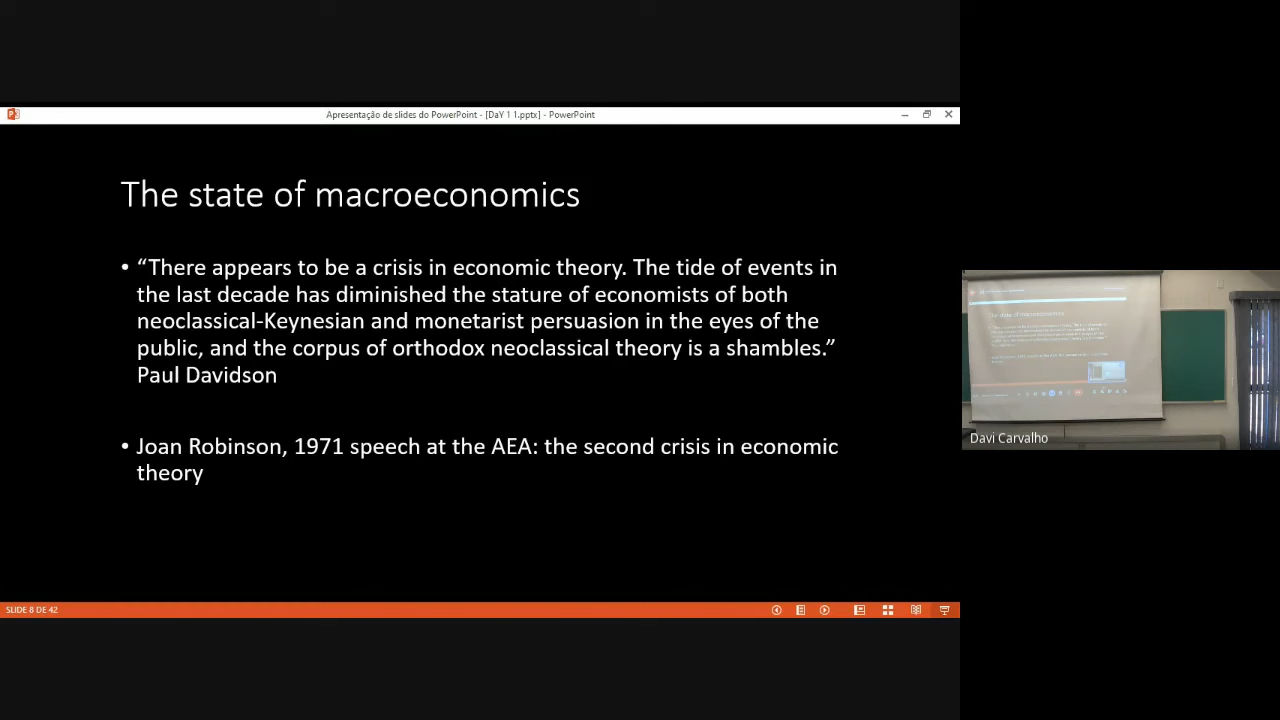 Apresentação de slides do PowerPoint - [DaY 1 1.pptx] - PowerPoint
The state of macroeconomics
• “There appears to be a crisis in economic theory. The tide of events in
the last decade has diminished the stature of economists of both
neoclassical-Keynesian and monetarist persuasion in the eyes of the
public, and the corpus of orthodox neoclassical theory is a shambles.”
Paul Davidson
• Joan Robinson, 1971 speech at the AEA: the second crisis in economic
theory
SLIDE 8 DE 42
The state of macroeconomics
Davi Carvalho